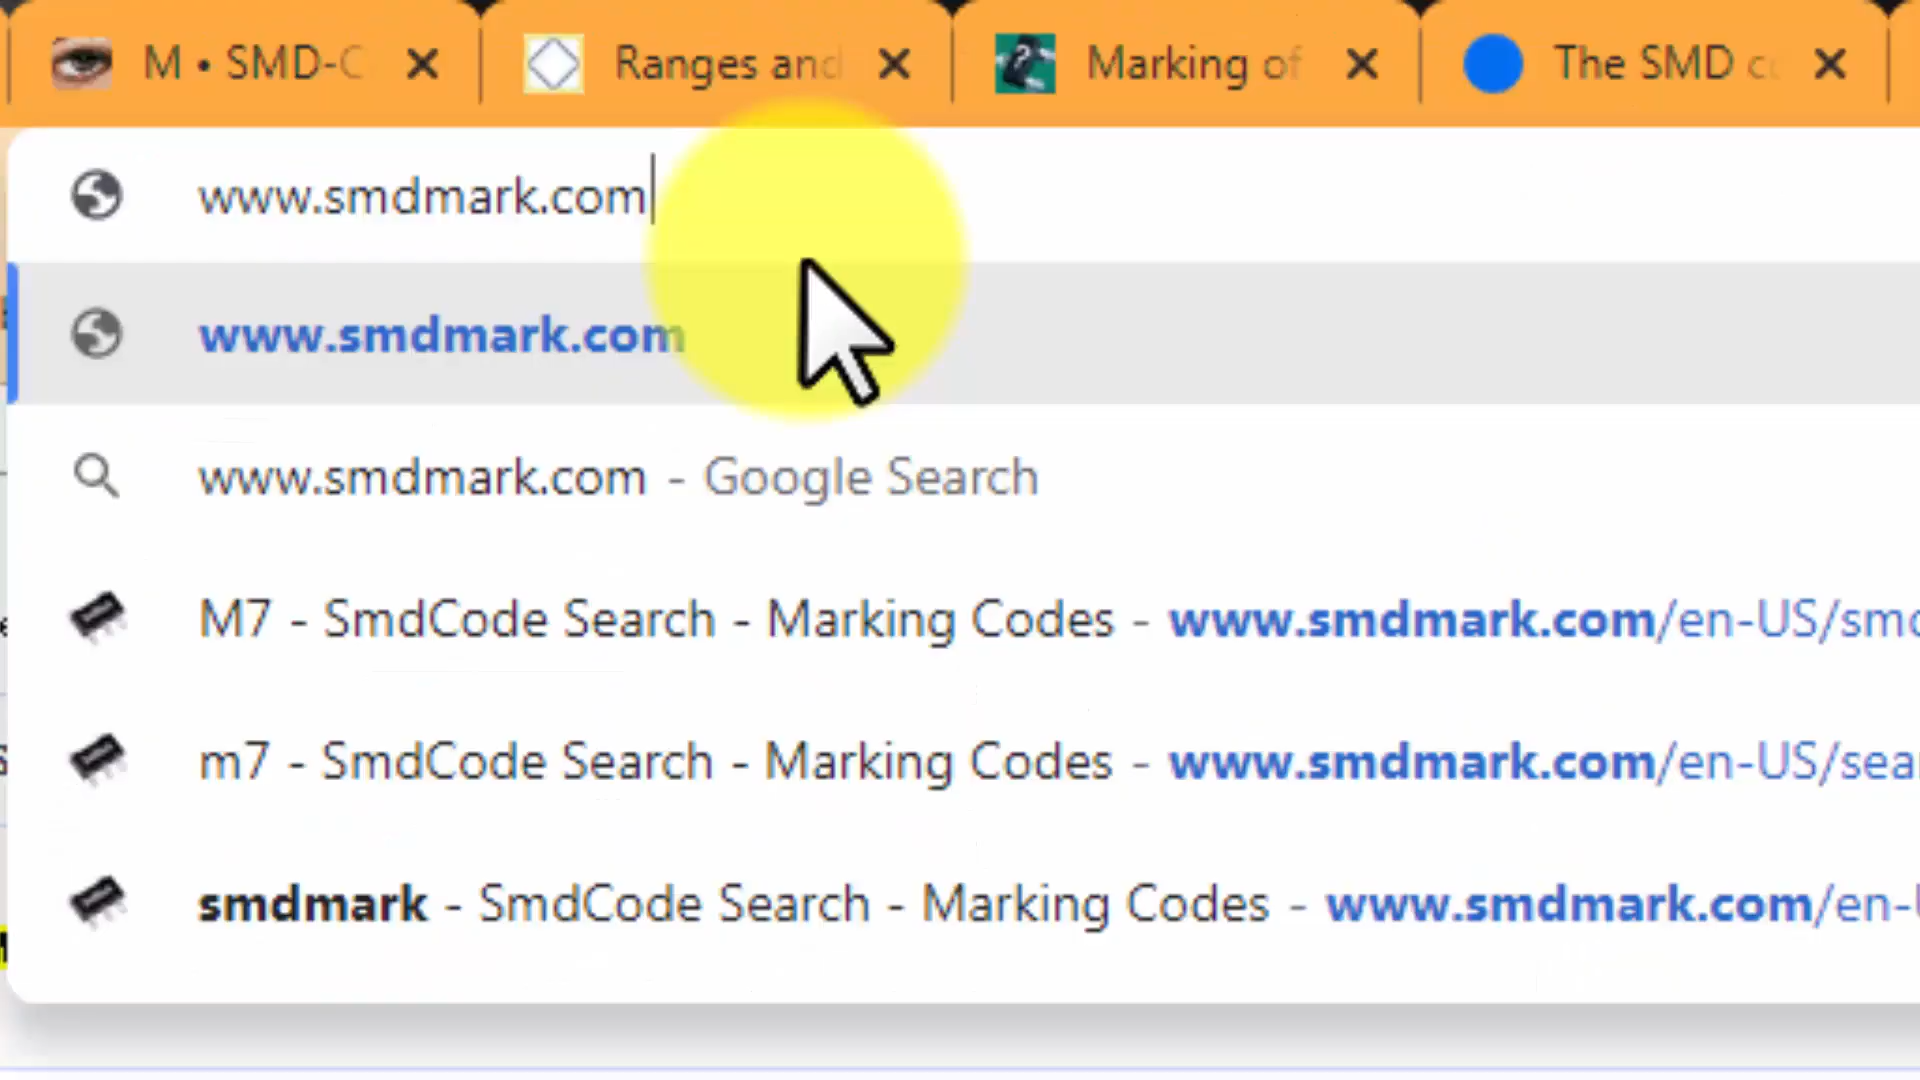 M • SMD-C
Ranges and
Marking of
The SMD
www.smdmark.com
www.smdmark.com
www.smdmark.com - Google Search
M7 - SmdCode Search - Marking Codes - www.smdmark.com/en-US/smd
m7 - SmdCode Search - Marking Codes - www.smdmark.com/en-US/sea
smdmark - SmdCode Search - Marking Codes - www.smdmark.com/en-